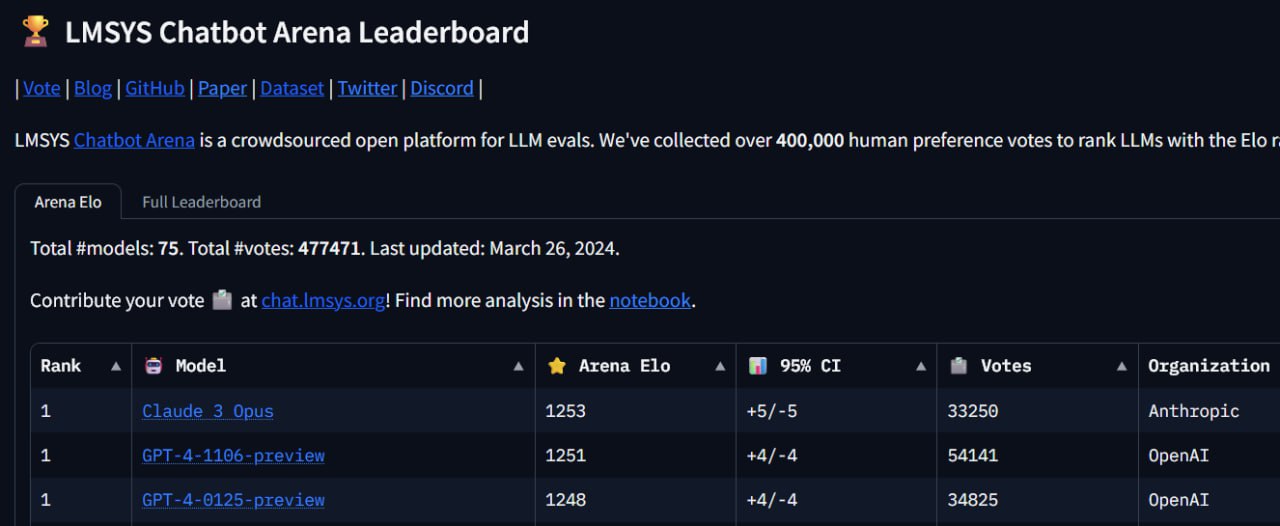 🏆 LMSYS Chatbot Arena Leaderboard
| Vote | Blog | GitHub | Paper | Dataset | Twitter | Discord |
LMSYS Chatbot Arena is a crowdsourced open platform for LLM evals. We've collected over 400,000 human preference votes to rank LLMs with the Elo
Arena Elo Full Leaderboard
Total #models: 75. Total #votes: 477471. Last updated: March 26, 2024.
Contribute your vote 🗳️ at chat.lmsys.org! Find more analysis in the notebook.
Rank ▲ 🤖 Model ▲ ⭐ Arena Elo ▲ 📊 95% CI ▲ 🗳️ Votes ▲ Organization
1 Claude 3 Opus 1253 +5/-5 33250 Anthropic
1 GPT-4-1106-preview 1251 +4/-4 54141 OpenAI
1 GPT-4-0125-preview 1248 +4/-4 34825 OpenAI